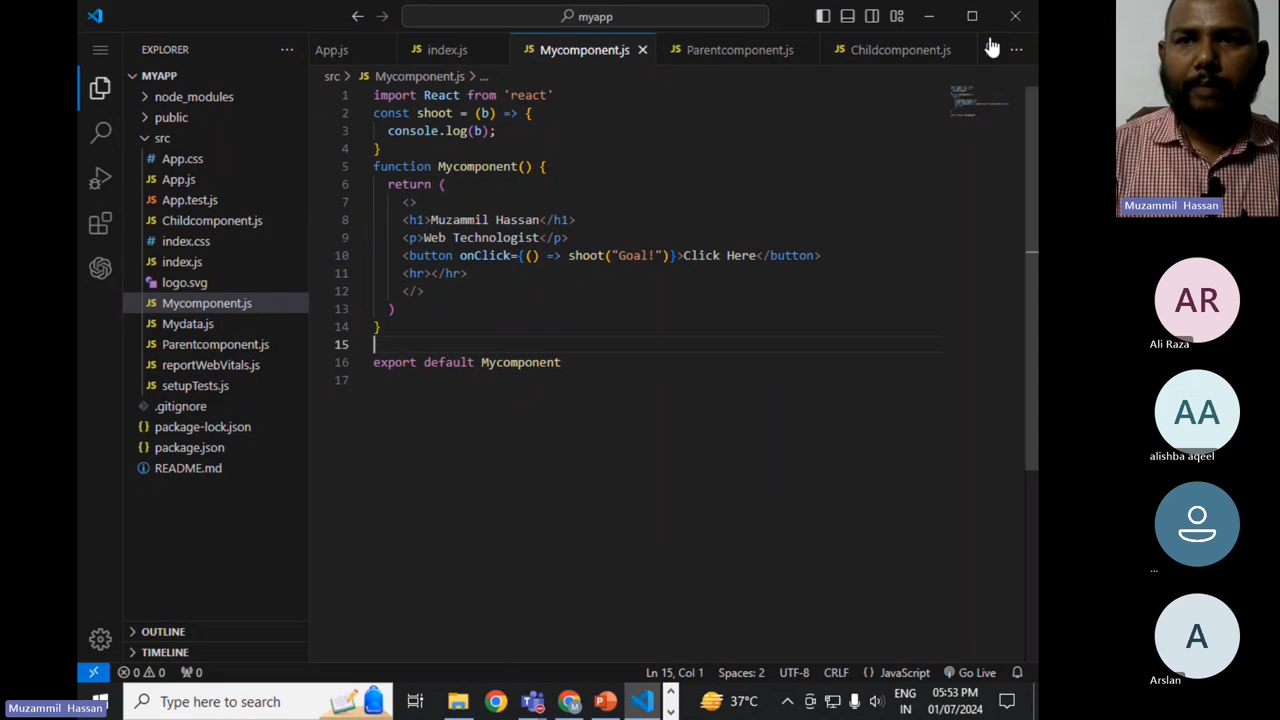 myapp
EXPLORER
App.js
index.js
Mycomponent.js
Parentcomponent.js
Childcomponent.js
MYAPP
node_modules
public
src
App.css
App.js
App.test.js
Childcomponent.js
index.css
index.js
logo.svg
Mycomponent.js
Mydata.js
Parentcomponent.js
reportWebVitals.js
setupTests.js
.gitignore
package-lock.json
package.json
README.md
OUTLINE
TIMELINE
src > JS Mycomponent.js > ...
1 import React from 'react'
2 const shoot = (b) => {
3 console.log(b);
4 }
5 function Mycomponent() {
6 return (
7 <>
8 <h1>Muzammil Hassan</h1>
9 <p>Web Technologist</p>
10 <button onClick={() => shoot("Goal!")}>Click Here</button>
11 <hr></hr>
12 </>
13 )
14 }
15
16 export default Mycomponent
17
0 0 0
Ln 15, Col 1 Spaces: 2 UTF-8 CRLF {} JavaScript Go Live
Type here to search
37°C
ENG
IN
05:53 PM
01/07/2024
Muzammil Hassan
Muzammil Hassan
AR
Ali Raza
AA
alishba aqeel
...
A
Arslan